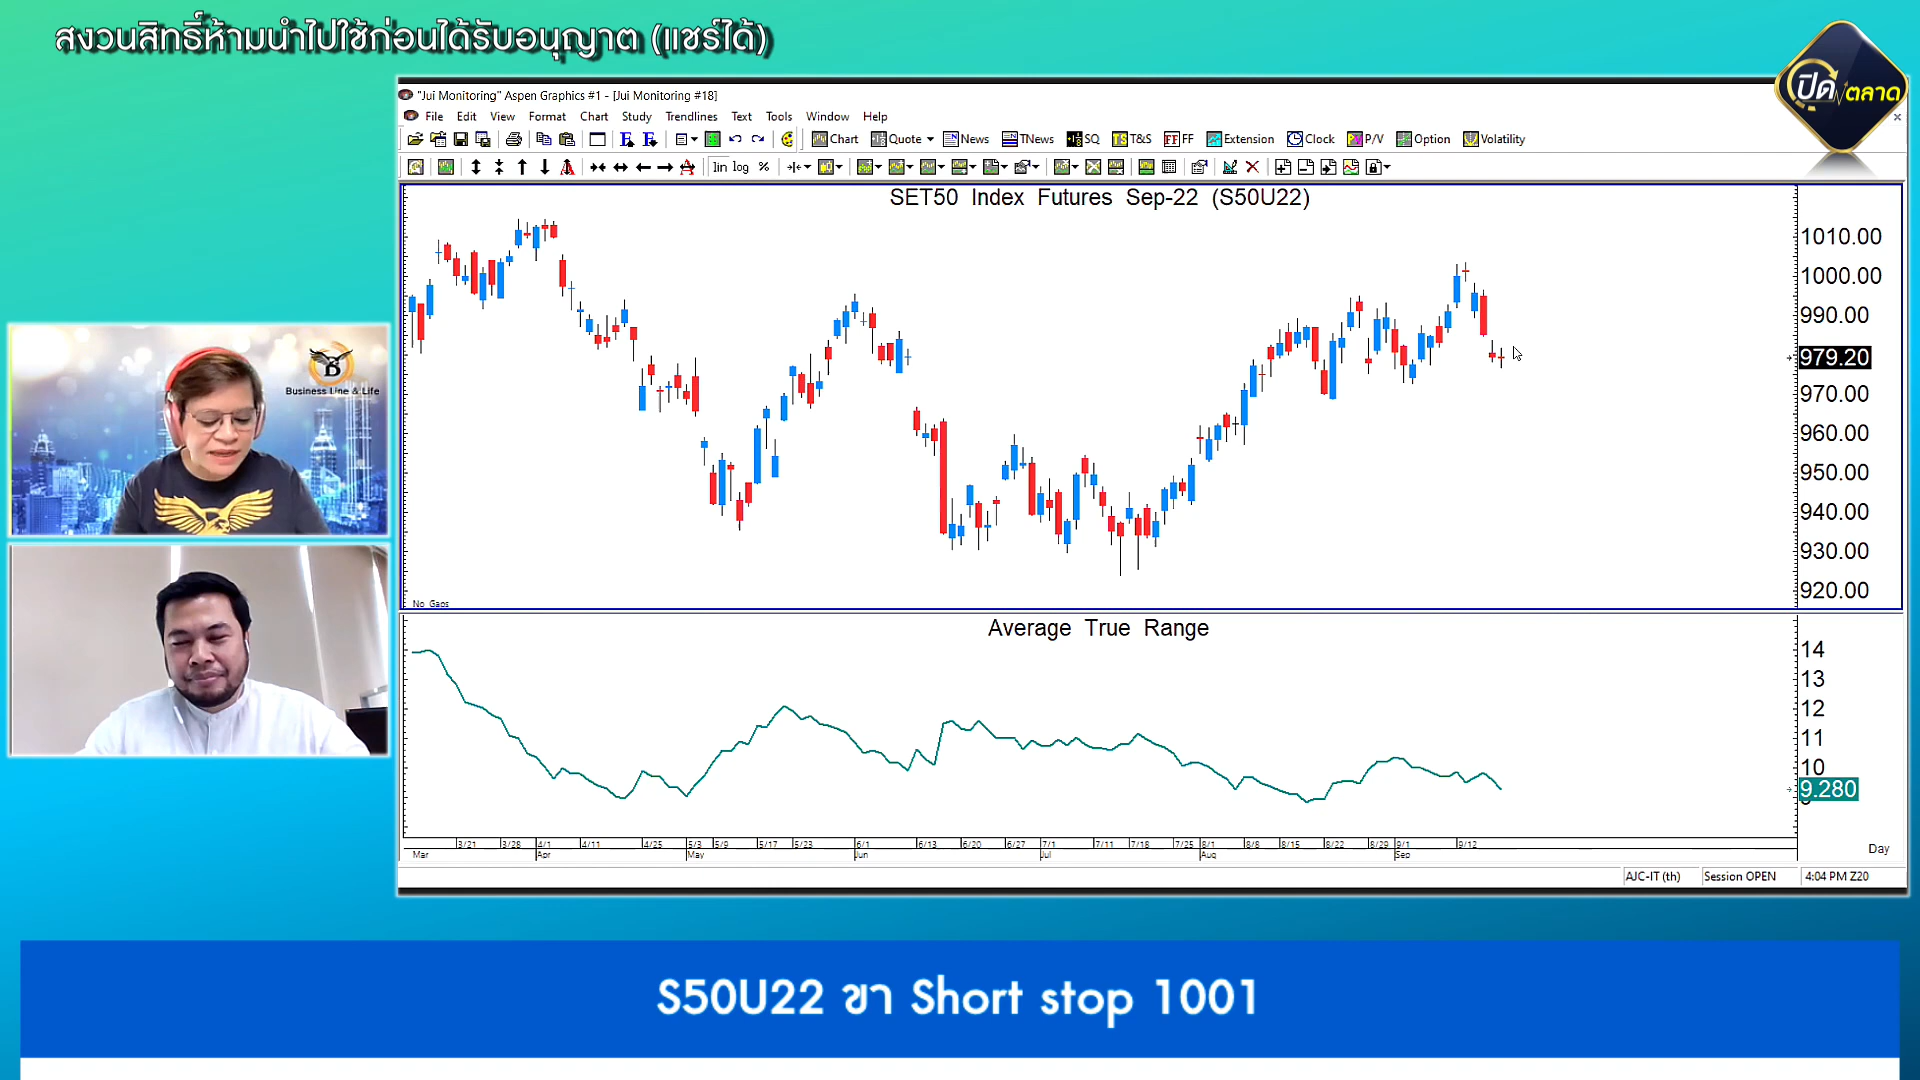 สงวนสิทธิ์ห้ามนำไปใช้ก่อนได้รับอนุญาต (แชร์ได้)
ปิดตลาด
"Jui Monitoring" Aspen Graphics #1 - [Jui Monitoring #18]
File Edit View Format Chart Study Trendlines Text Tools Window Help
Chart Quote News TNews SQ T&S FF Extension Clock P/V Option Volatility
lin log %
SET50 Index Futures Sep-22 (S50U22)
1010.00
1000.00
990.00
979.20
970.00
960.00
950.00
940.00
930.00
920.00
No Gaps
Business Line & Life
Average True Range
14
13
12
11
10
9.280
3/21 3/28 4/1 4/11 4/25 5/3 5/9 5/17 5/23 6/1 6/13 6/20 6/27 7/1 7/11 7/18 7/25 8/1 8/8 8/15 8/22 8/29 9/1 9/12
Mar Apr May Jun Jul Aug Sep
Day
AJC-IT (th) Session OPEN 4:04 PM Z20
S50U22 ขา Short stop 1001